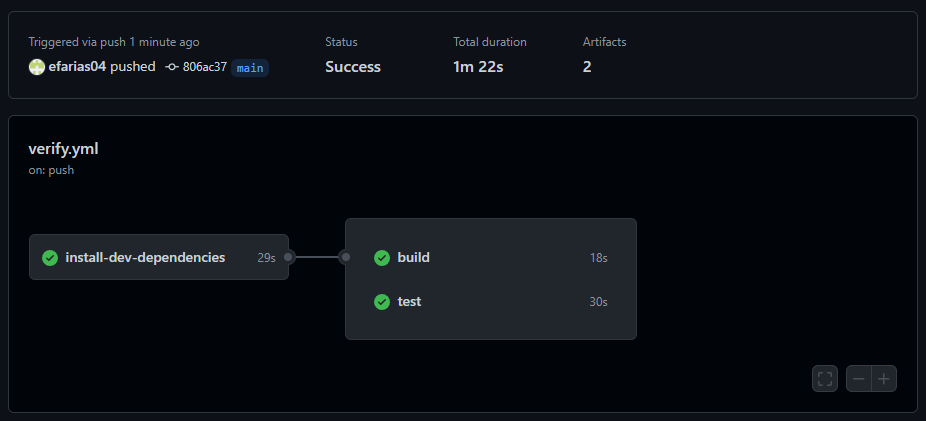 Triggered via push 1 minute ago
efarias04 pushed 806ac37 main
Status
Success
Total duration
1m 22s
Artifacts
2
verify.yml
on: push
install-dev-dependencies 29s
build 18s
test 30s